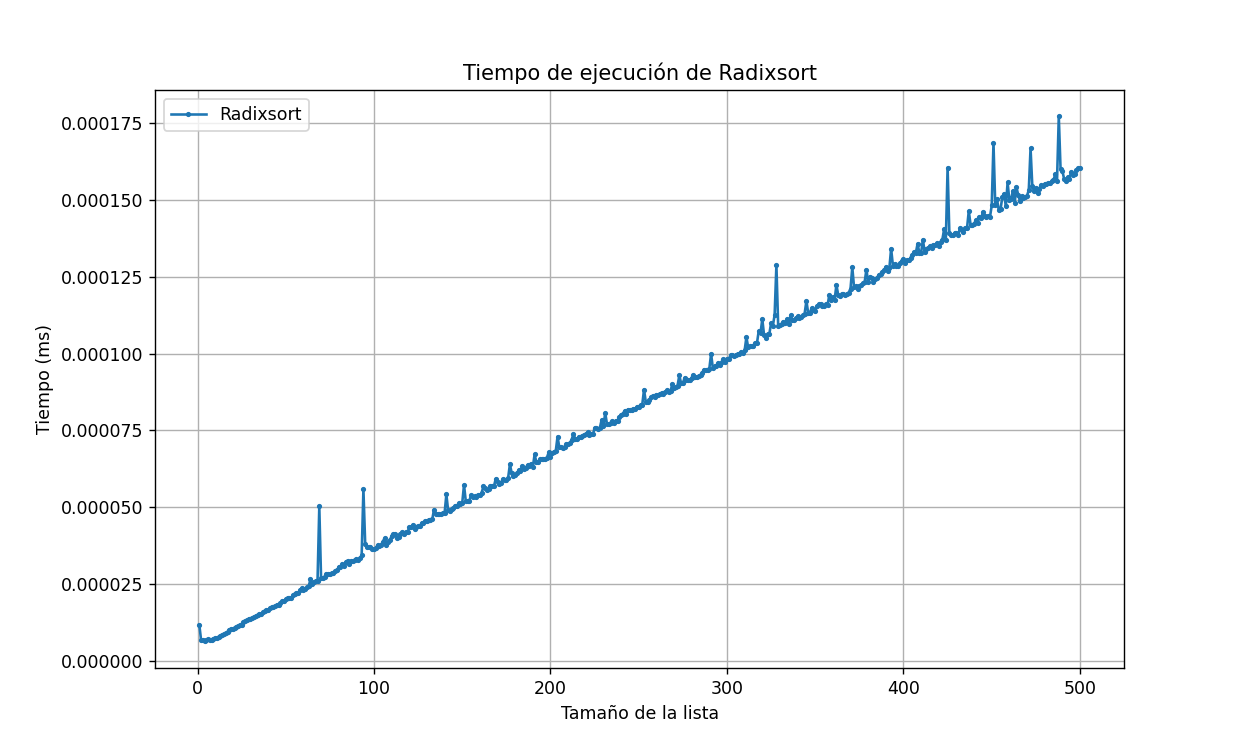 Tiempo de ejecución de Radixsort
Radixsort
0.000175
0.000150
0.000125
0.000100
0.000075
0.000050
0.000025
0.000000
Tiempo (ms)
0 100 200 300 400 500
Tamaño de la lista